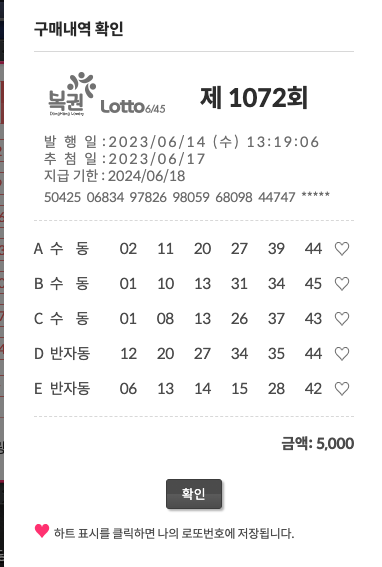 구매내역 확인
복권 Lotto6/45 제 1072회
DongHang Lottery
발 행 일 : 2023/06/14 (수) 13:19:06
추 첨 일 : 2023/06/17
지급 기한 : 2024/06/18
50425 06834 97826 98059 68098 44747 *****
A 수 동 02 11 20 27 39 44 ♡
B 수 동 01 10 13 31 34 45 ♡
C 수 동 01 08 13 26 37 43 ♡
D 반자동 12 20 27 34 35 44 ♡
E 반자동 06 13 14 15 28 42 ♡
금액: 5,000
확인
♥ 하트 표시를 클릭하면 나의 로또번호에 저장됩니다.